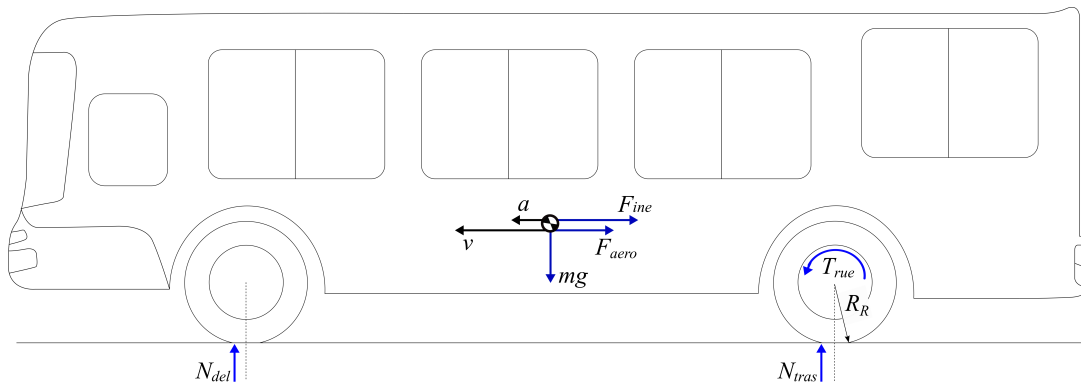 a
F_ine
v
F_aero
mg
T_rue
R_R
N_del
N_tras